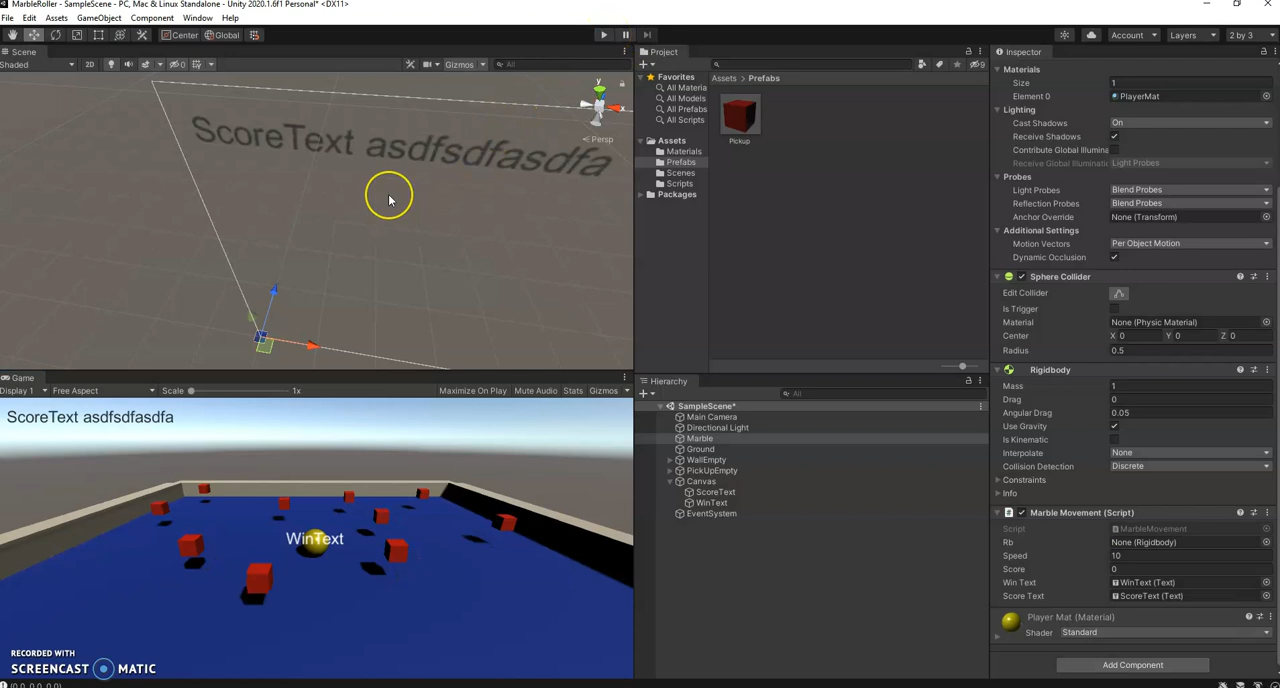 MarbleRoller - SampleScene - PC, Mac & Linux Standalone - Unity 2020.1.6f1 Personal* <DX11>
File Edit Assets GameObject Component Window Help
Center Global
Account Layers 2 by 3
Scene
Shaded 2D 0 Gizmos All
ScoreText asdfsdfasdfa
y
x
Persp
Game
Display 1 Free Aspect Scale 1x Maximize On Play Mute Audio Stats Gizmos
ScoreText asdfsdfasdfa
WinText
RECORDED WITH
SCREENCAST MATIC
Project
9
Favorites
All Materia
All Models
All Prefabs
All Scripts
Assets
Materials
Prefabs
Scenes
Scripts
Packages
Assets > Prefabs
Pickup
Hierarchy
All
SampleScene*
Main Camera
Directional Light
Marble
Ground
WallEmpty
PickUpEmpty
Canvas
ScoreText
WinText
EventSystem
Inspector
Materials
Size 1
Element 0 PlayerMat
Lighting
Cast Shadows On
Receive Shadows
Contribute Global Illumina
Receive Global Illuminatic Light Probes
Probes
Light Probes Blend Probes
Reflection Probes Blend Probes
Anchor Override None (Transform)
Additional Settings
Motion Vectors Per Object Motion
Dynamic Occlusion
Sphere Collider
Edit Collider
Is Trigger
Material None (Physic Material)
Center X 0 Y 0 Z 0
Radius 0.5
Rigidbody
Mass 1
Drag 0
Angular Drag 0.05
Use Gravity
Is Kinematic
Interpolate None
Collision Detection Discrete
Constraints
Info
Marble Movement (Script)
Script MarbleMovement
Rb None (Rigidbody)
Speed 10
Score 0
Win Text WinText (Text)
Score Text ScoreText (Text)
Player Mat (Material)
Shader Standard
Add Component